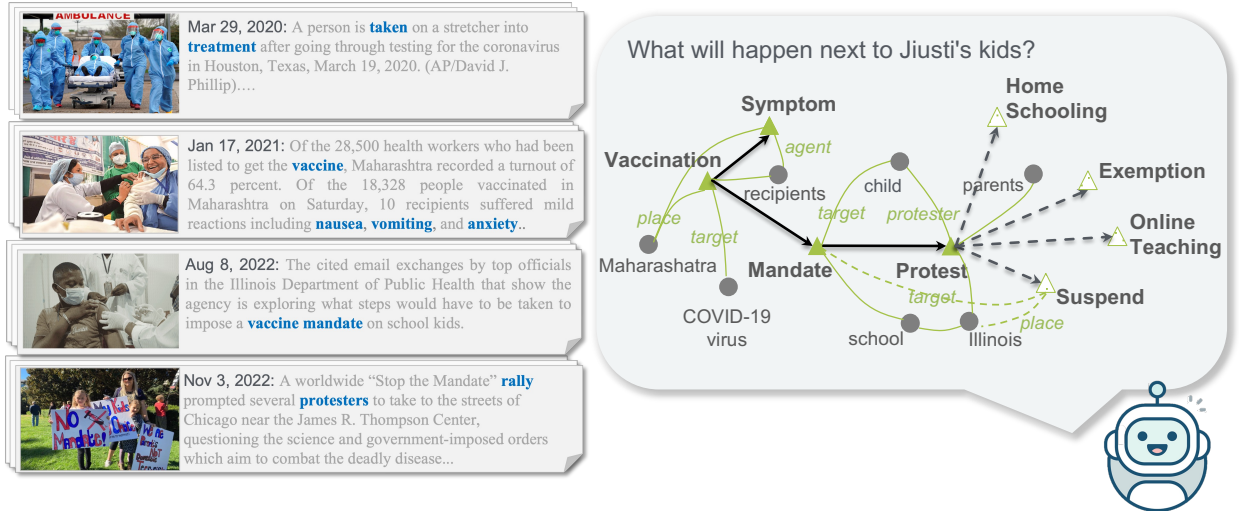 AMBULANCE
Mar 29, 2020: A person is taken on a stretcher into
treatment after going through testing for the coronavirus
in Houston, Texas, March 19, 2020. (AP/David J.
Phillip)….
Jan 17, 2021: Of the 28,500 health workers who had been
listed to get the vaccine, Maharashtra recorded a turnout of
64.3 percent. Of the 18,328 people vaccinated in
Maharashtra on Saturday, 10 recipients suffered mild
reactions including nausea, vomiting, and anxiety..
Aug 8, 2022: The cited email exchanges by top officials
in the Illinois Department of Public Health that show the
agency is exploring what steps would have to be taken to
impose a vaccine mandate on school kids.
NO
Mandate!
Nov 3, 2022: A worldwide “Stop the Mandate” rally
prompted several protesters to take to the streets of
Chicago near the James R. Thompson Center,
questioning the science and government-imposed orders
which aim to combat the deadly disease...
What will happen next to Jiusti's kids?
Home
Schooling
Symptom
agent
Vaccination
recipients
child
parents
Exemption
place
target
target
protester
Online
Teaching
Maharashatra
Mandate
Protest
target
Suspend
COVID-19
virus
school
Illinois
place